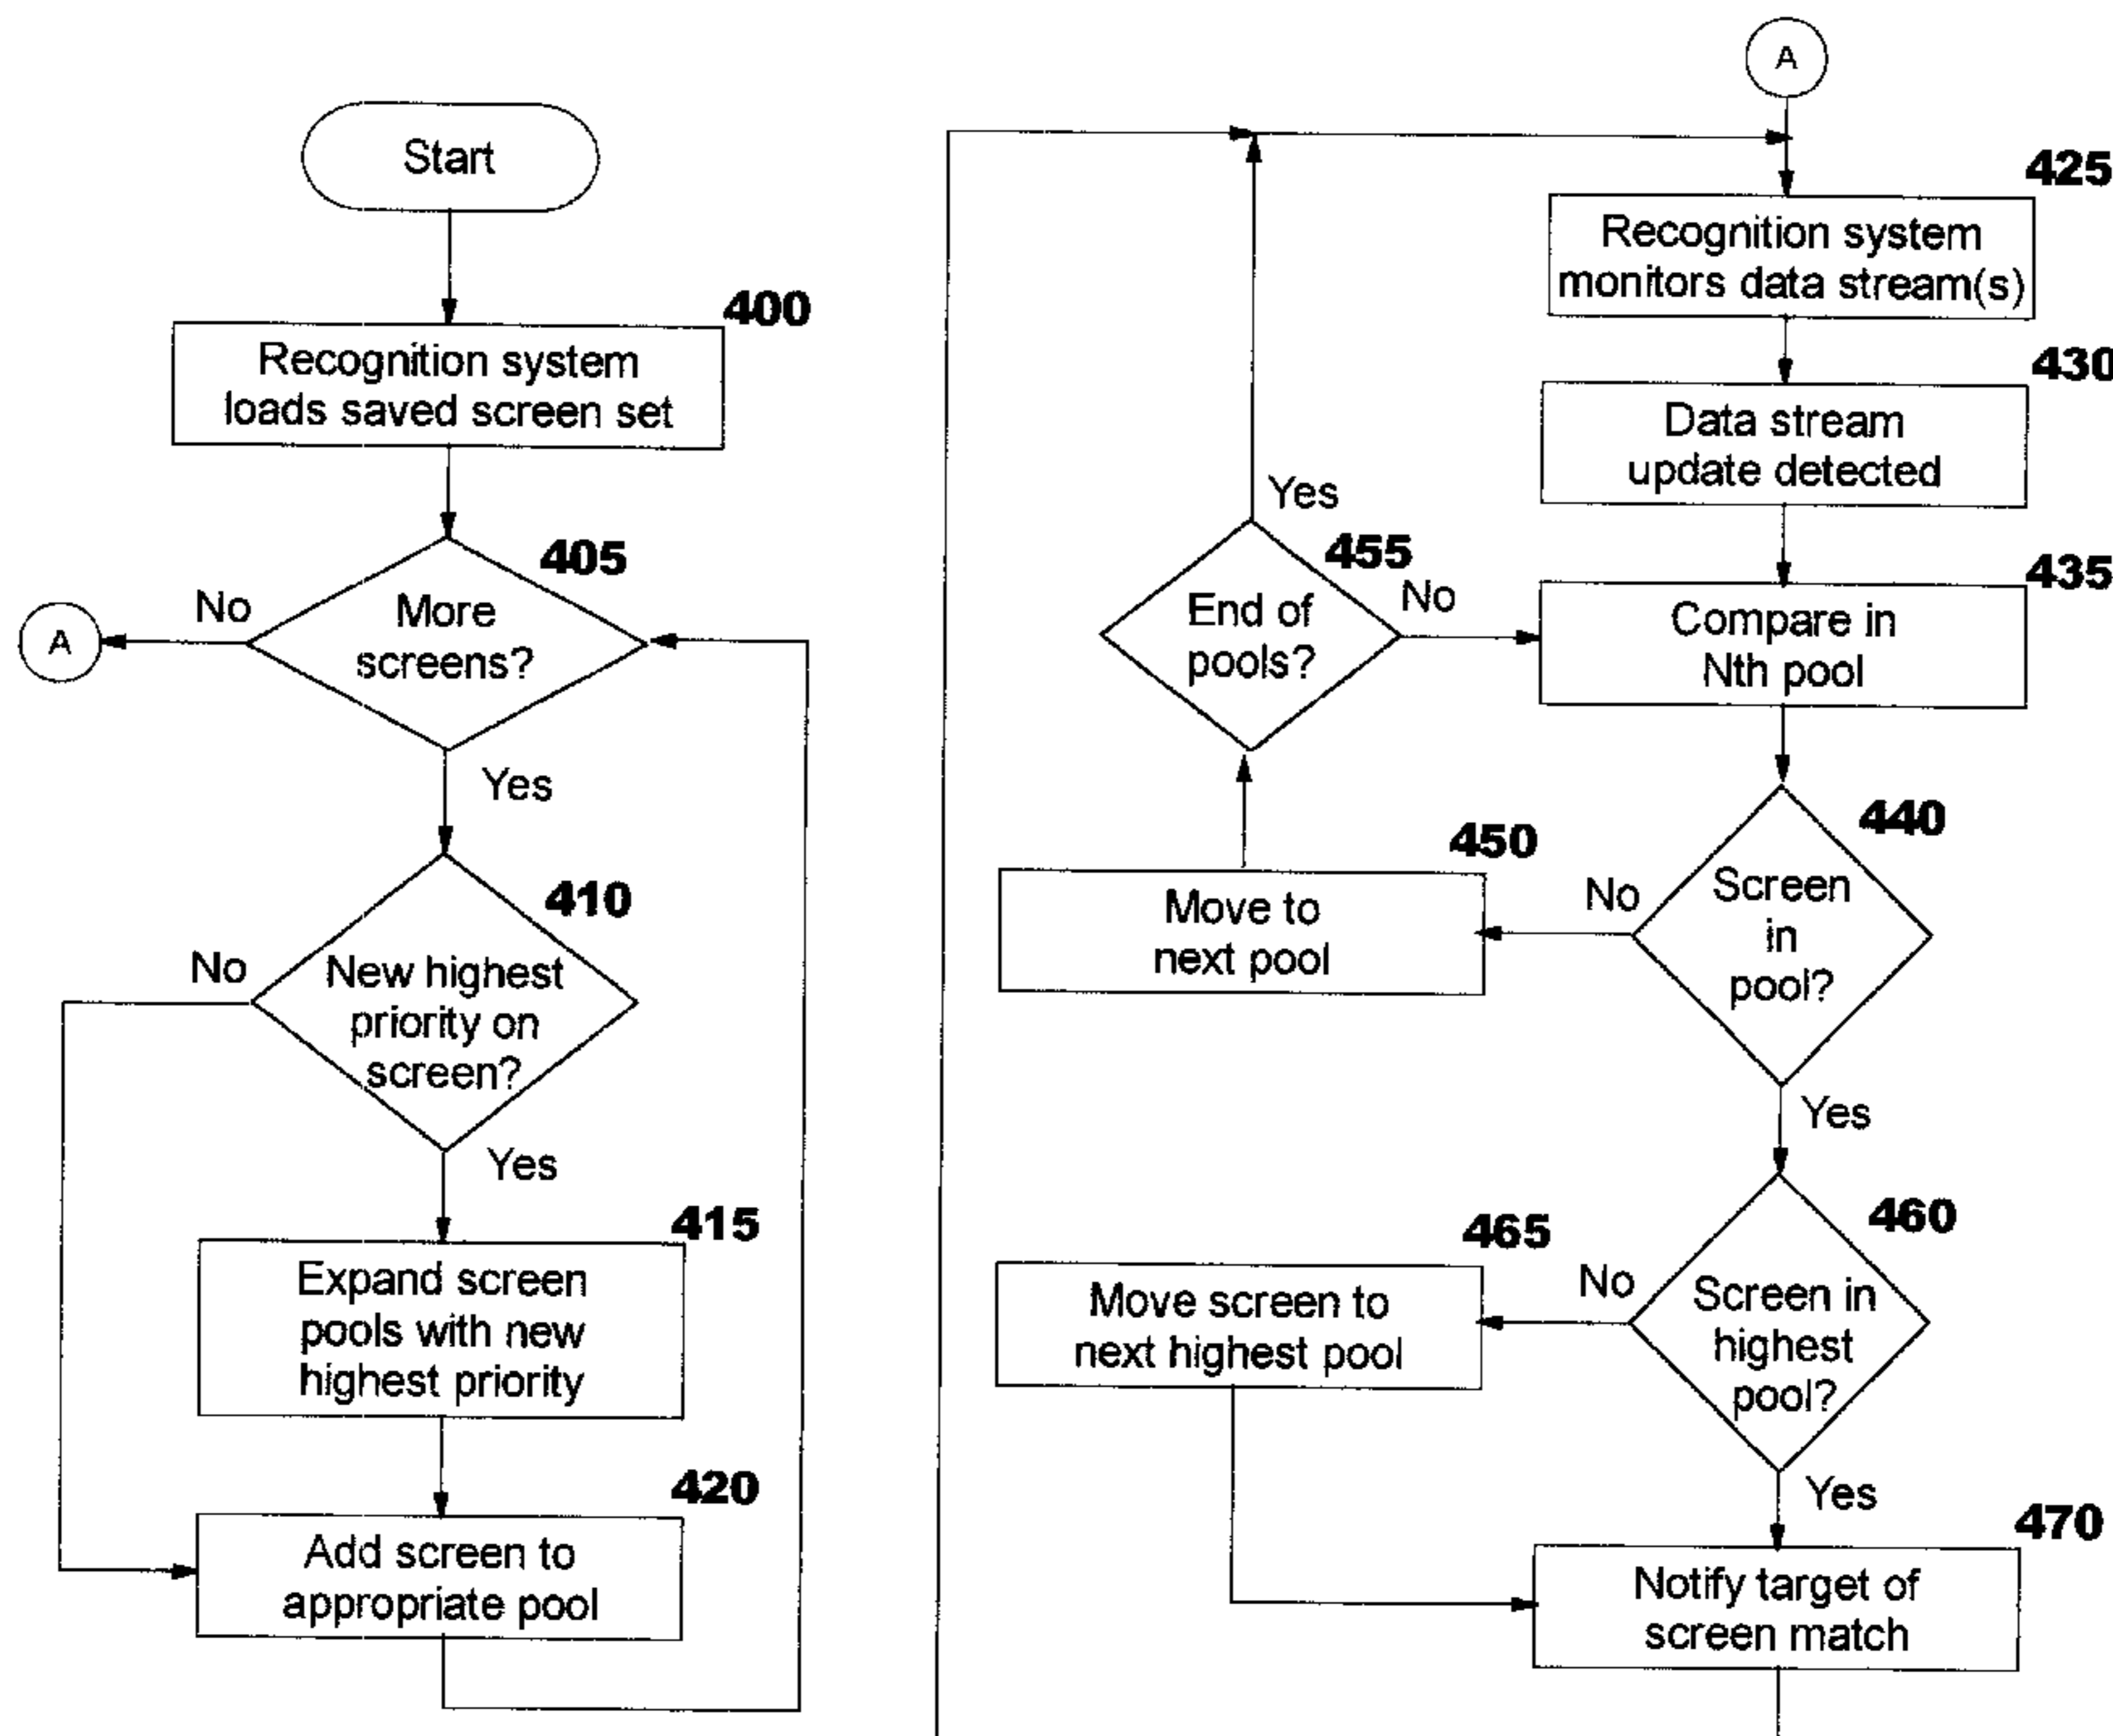 Start
400
Recognition system
loads saved screen set
405
More
screens?
No
A
Yes
410
New highest
priority on
screen?
No
Yes
415
Expand screen
pools with new
highest priority
420
Add screen to
appropriate pool
A
425
Recognition system
monitors data stream(s)
430
Data stream
update detected
435
Compare in
Nth pool
440
Screen
in
pool?
No
450
Move to
next pool
455
End of
pools?
Yes
No
Yes
460
Screen in
highest
pool?
No
465
Move screen to
next highest pool
Yes
470
Notify target of
screen match